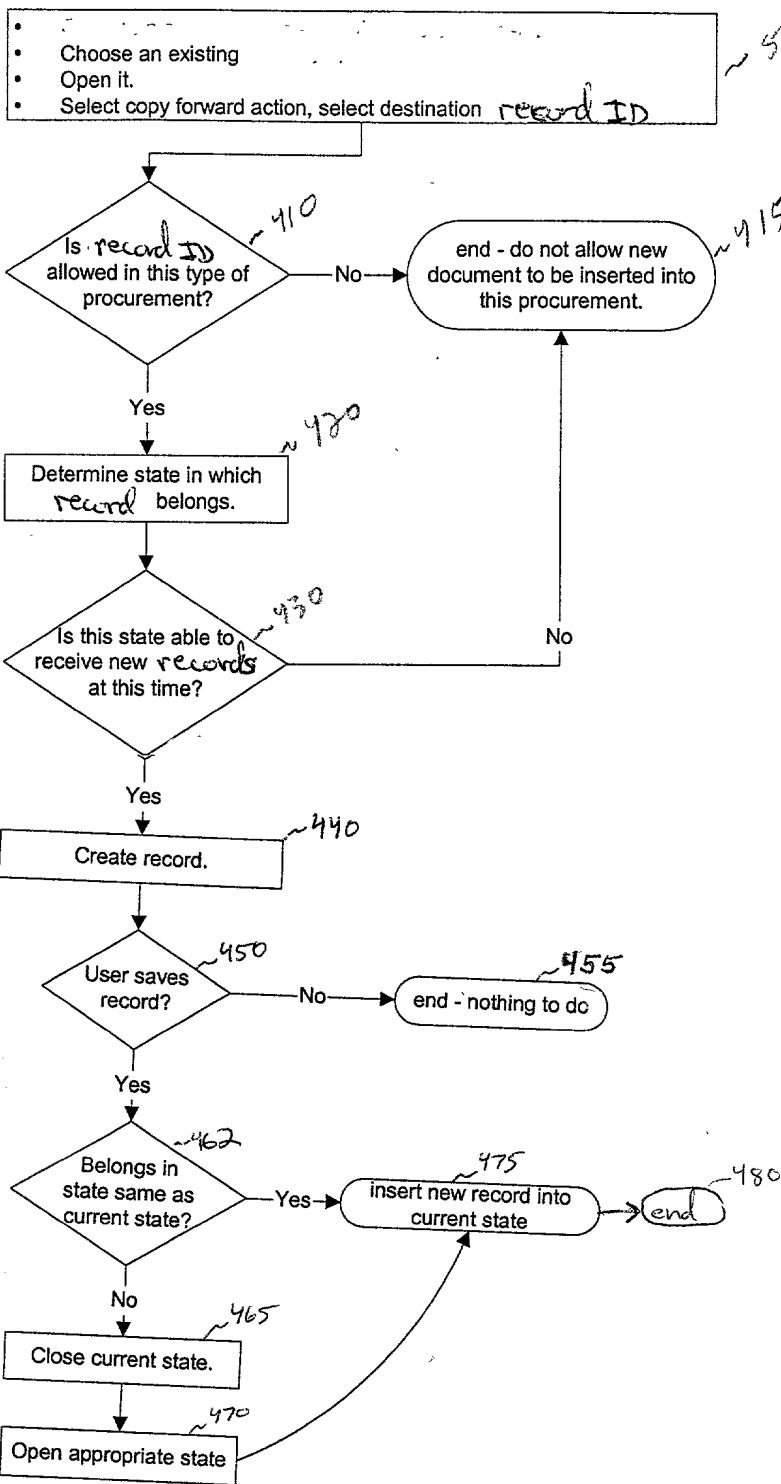 • Choose an existing
• Open it.
• Select copy forward action, select destination record ID
Is record ID
allowed in this type of
procurement?
410
No
end - do not allow new
document to be inserted into
this procurement.
Yes
420
Determine state in which
record belongs.
430
Is this state able to
receive new records
at this time?
No
Yes
440
Create record.
450
User saves
record?
No
455
end - nothing to do
Yes
462
Belongs in
state same as
current state?
Yes
475
insert new record into
current state
480
end
No
465
Close current state.
470
Open appropriate state